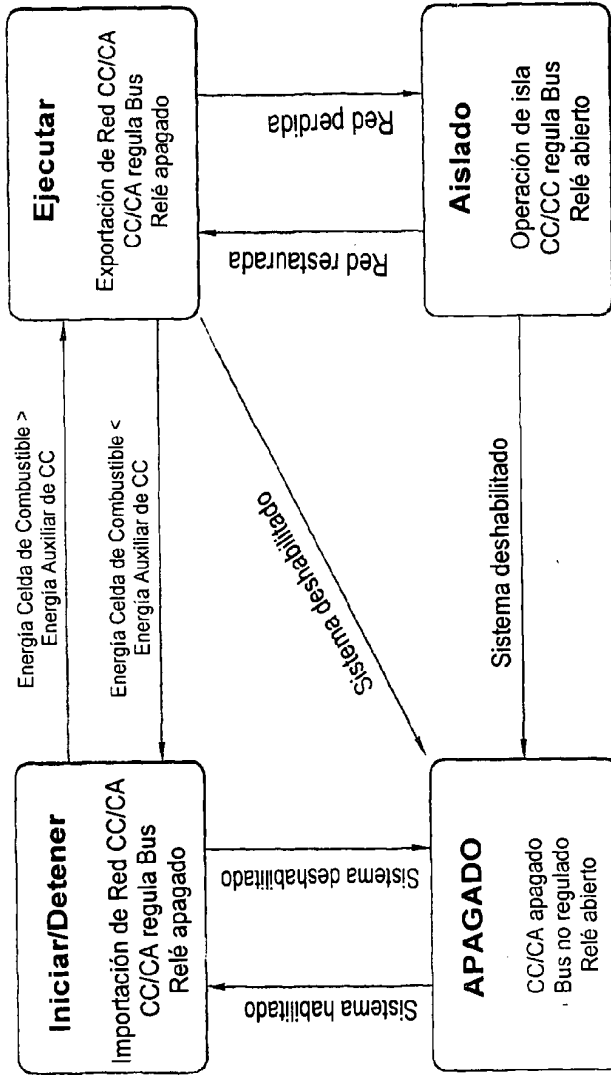 Iniciar/Detener
Importación de Red CC/CA
CC/CA regula Bus
Relé apagado
Energía Celda de Combustible >
Energía Auxiliar de CC
Energía Celda de Combustible <
Energía Auxiliar de CC
Ejecutar
Exportación de Red CC/CA
CC/CA regula Bus
Relé apagado
Sistema habilitado
Sistema deshabilitado
Sistema deshabilitado
Red restaurada
Red perdida
APAGADO
CC/CA apagado
Bus no regulado
Relé abierto
Sistema deshabilitado
Aislado
Operación de isla
CC/CC regula Bus
Relé abierto